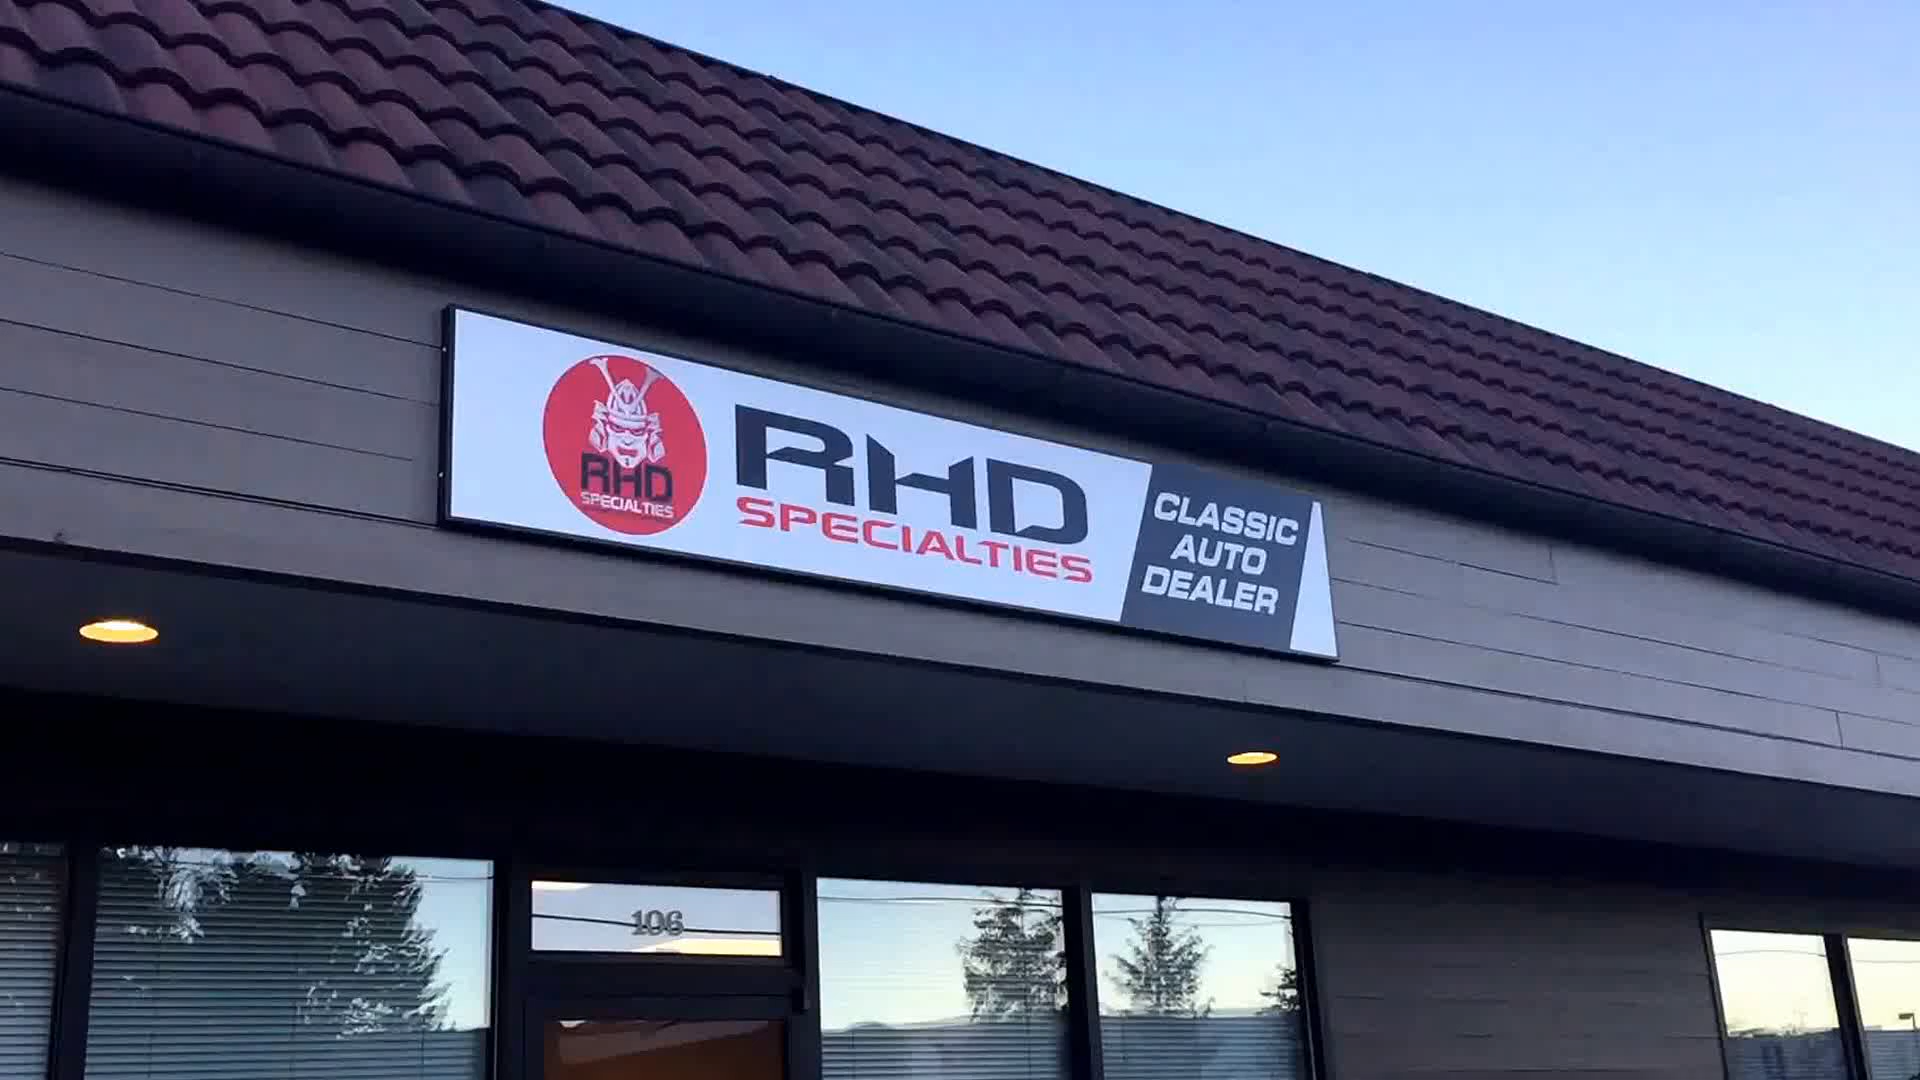 RHD
SPECIALTIES
RHD
SPECIALTIES
CLASSIC
AUTO
DEALER
106